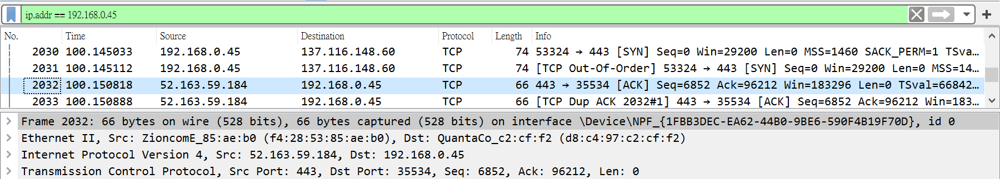 ip.addr == 192.168.0.45
No. Time Source Destination Protocol Length Info
2030 100.145033 192.168.0.45 137.116.148.60 TCP 74 53324 → 443 [SYN] Seq=0 Win=29200 Len=0 MSS=1460 SACK_PERM=1 TSva…
2031 100.145112 192.168.0.45 137.116.148.60 TCP 74 [TCP Out-Of-Order] 53324 → 443 [SYN] Seq=0 Win=29200 Len=0 MSS=14…
2032 100.150818 52.163.59.184 192.168.0.45 TCP 66 443 → 35534 [ACK] Seq=6852 Ack=96212 Win=183296 Len=0 TSval=66842…
2033 100.150888 52.163.59.184 192.168.0.45 TCP 66 [TCP Dup ACK 2032#1] 443 → 35534 [ACK] Seq=6852 Ack=96212 Win=183…
Frame 2032: 66 bytes on wire (528 bits), 66 bytes captured (528 bits) on interface \Device\NPF_{1FBB3DEC-EA62-44B0-9BE6-590F4B19F70D}, id 0
Ethernet II, Src: ZioncomE_85:ae:b0 (f4:28:53:85:ae:b0), Dst: QuantaCo_c2:cf:f2 (d8:c4:97:c2:cf:f2)
Internet Protocol Version 4, Src: 52.163.59.184, Dst: 192.168.0.45
Transmission Control Protocol, Src Port: 443, Dst Port: 35534, Seq: 6852, Ack: 96212, Len: 0